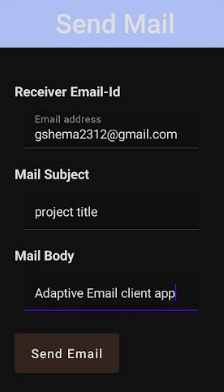 Send Mail
Receiver Email-Id
Email address
gshema2312@gmail.com
Mail Subject
project title
Mail Body
Adaptive Email client app
Send Email